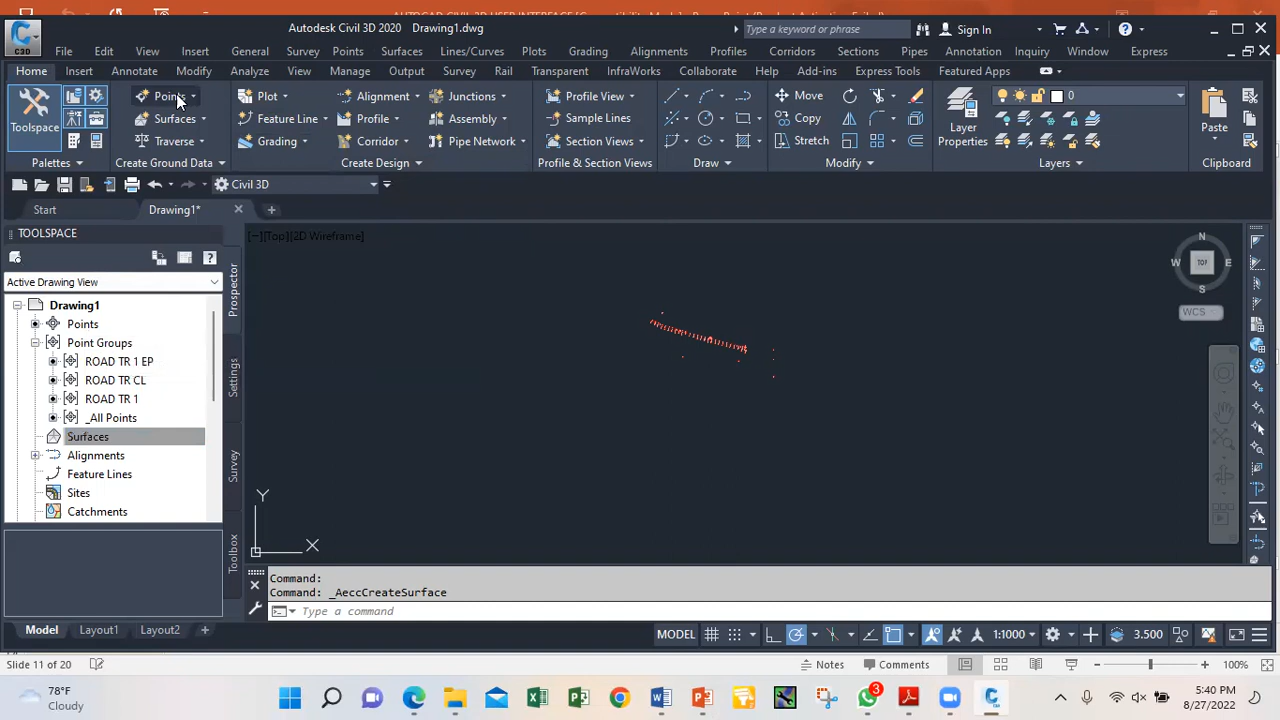 Autodesk Civil 3D 2020 Drawing1.dwg
Type a keyword or phrase
Sign In
C3D
File Edit View Insert General Survey Points Surfaces Lines/Curves Plots Grading Alignments Profiles Corridors Sections Pipes Annotation Inquiry Window Express
Home Insert Annotate Modify Analyze View Manage Output Survey Rail Transparent InfraWorks Collaborate Help Add-ins Express Tools Featured Apps
Toolspace
Palettes
Points
Surfaces
Traverse
Create Ground Data
Plot
Feature Line
Grading
Alignment
Profile
Corridor
Junctions
Assembly
Pipe Network
Create Design
Profile View
Sample Lines
Section Views
Profile & Section Views
Draw
Move
Copy
Stretch
Modify
Layer Properties
0
Layers
Paste
Clipboard
Civil 3D
Start
Drawing1*
TOOLSPACE
Active Drawing View
Drawing1
Points
Point Groups
ROAD TR 1 EP
ROAD TR CL
ROAD TR 1
_All Points
Surfaces
Alignments
Feature Lines
Sites
Catchments
Prospector
Settings
Survey
Toolbox
[−][Top][2D Wireframe]
N
W TOP E
S
WCS
Y
X
Command:
Command: _AeccCreateSurface
Type a command
Model Layout1 Layout2 +
MODEL
1:1000
3.500
Slide 11 of 20
Notes
Comments
100%
78°F
Cloudy
3
5:40 PM
8/27/2022